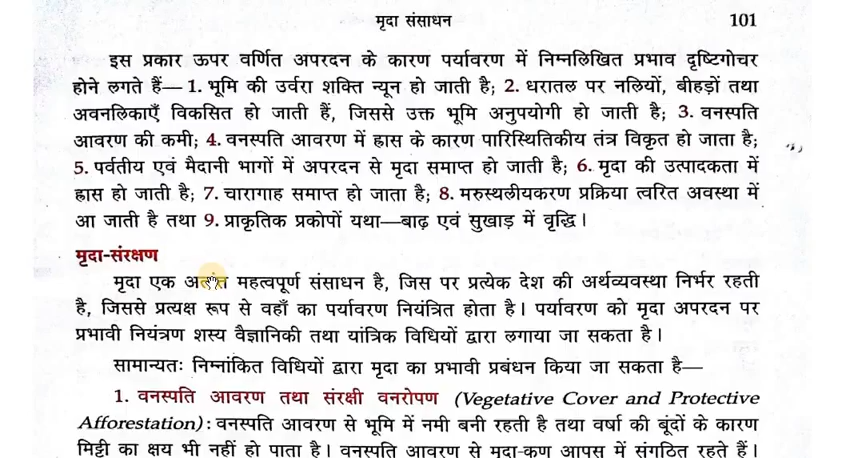 मृदा संसाधन 101
इस प्रकार ऊपर वर्णित अपरदन के कारण पर्यावरण में निम्नलिखित प्रभाव दृष्टिगोचर
होने लगते हैं— 1. भूमि की उर्वरा शक्ति न्यून हो जाती है; 2. धरातल पर नलियों, बीहड़ों तथा
अवनलिकाएँ विकसित हो जाती हैं, जिससे उक्त भूमि अनुपयोगी हो जाती है; 3. वनस्पति
आवरण की कमी; 4. वनस्पति आवरण में ह्रास के कारण पारिस्थितिकीय तंत्र विकृत हो जाता है;
5. पर्वतीय एवं मैदानी भागों में अपरदन से मृदा समाप्त हो जाती है; 6. मृदा की उत्पादकता में
ह्रास हो जाती है; 7. चारागाह समाप्त हो जाता है; 8. मरुस्थलीयकरण प्रक्रिया त्वरित अवस्था में
आ जाती है तथा 9. प्राकृतिक प्रकोपों यथा—बाढ़ एवं सुखाड़ में वृद्धि।
मृदा-संरक्षण
मृदा एक अत्यंत महत्वपूर्ण संसाधन है, जिस पर प्रत्येक देश की अर्थव्यवस्था निर्भर रहती
है, जिससे प्रत्यक्ष रूप से वहाँ का पर्यावरण नियंत्रित होता है। पर्यावरण को मृदा अपरदन पर
प्रभावी नियंत्रण शस्य वैज्ञानिकी तथा यांत्रिक विधियों द्वारा लगाया जा सकता है।
सामान्यतः निम्नांकित विधियों द्वारा मृदा का प्रभावी प्रबंधन किया जा सकता है—
1. वनस्पति आवरण तथा संरक्षी वनरोपण (Vegetative Cover and Protective
Afforestation) : वनस्पति आवरण से भूमि में नमी बनी रहती है तथा वर्षा की बूंदों के कारण
मिट्टी का क्षय भी नहीं हो पाता है। वनस्पति आवरण से मृदा-कण आपस में संगठित रहते हैं।